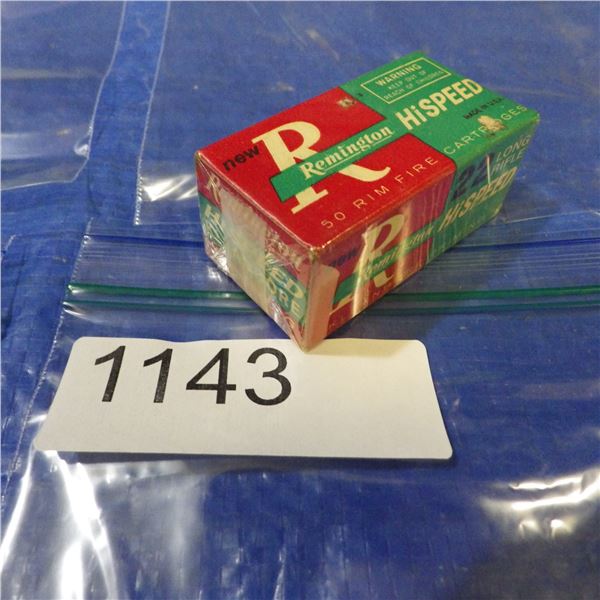 new
R
Remington
HiSPEED
WARNING
KEEP OUT OF
REACH OF CHILDREN
MADE IN U.S.A.
50 RIM FIRE CARTRIDGES
new
R
Remington
HiSPEED
22 LONG
RIFLE
1143